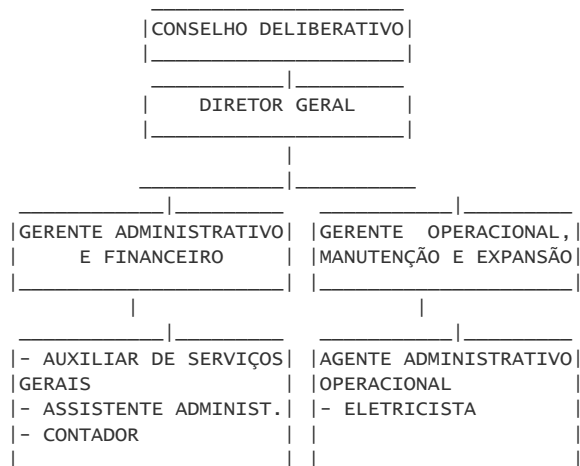 CONSELHO DELIBERATIVO
DIRETOR GERAL
GERENTE ADMINISTRATIVO
E FINANCEIRO
GERENTE OPERACIONAL,
MANUTENÇÃO E EXPANSÃO
- AUXILIAR DE SERVIÇOS
GERAIS
- ASSISTENTE ADMINIST.
- CONTADOR
AGENTE ADMINISTRATIVO
OPERACIONAL
- ELETRICISTA